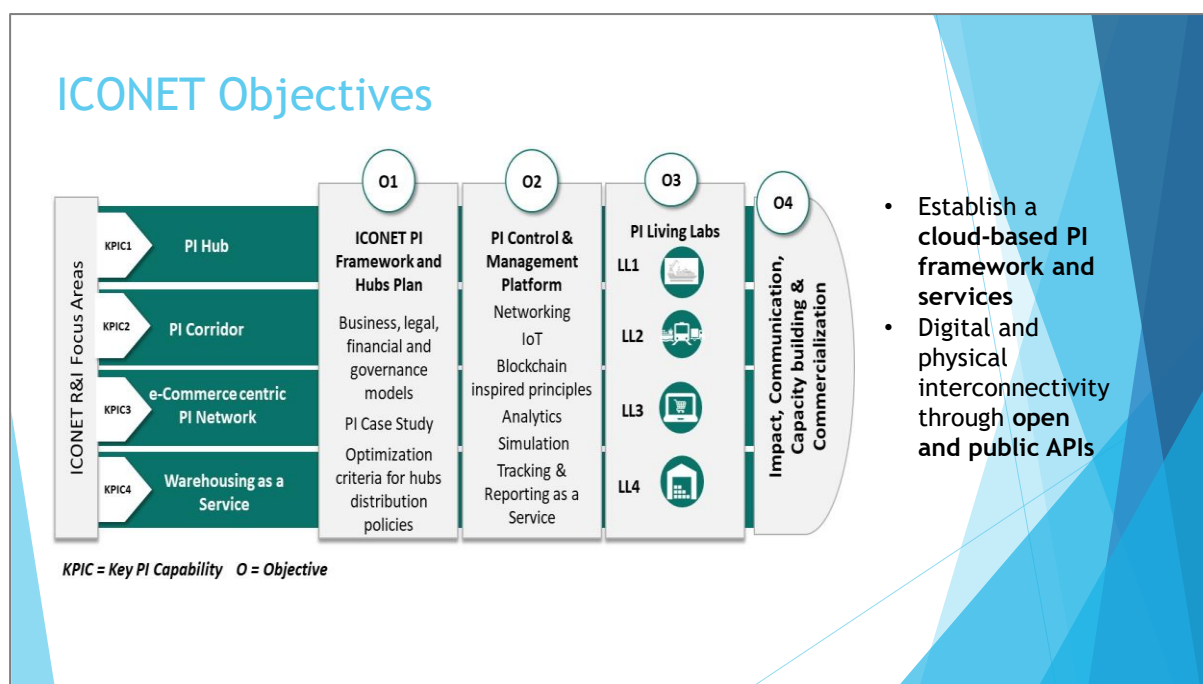 ICONET Objectives
ICONET R&I Focus Areas
KPIC1
PI Hub
KPIC2
PI Corridor
KPIC3
e-Commerce centric
PI Network
KPIC4
Warehousing as a
Service
O1
ICONET PI
Framework and
Hubs Plan
Business, legal,
financial and
governance
models
PI Case Study
Optimization
criteria for hubs
distribution
policies
O2
PI Control &
Management
Platform
Networking
IoT
Blockchain
inspired principles
Analytics
Simulation
Tracking &
Reporting as a
Service
O3
PI Living Labs
LL1
LL2
LL3
LL4
O4
Impact, Communication,
Capacity building &
Commercialization
KPIC = Key PI Capability O = Objective
• Establish a
cloud-based PI
framework and
services
• Digital and
physical
interconnectivity
through open
and public APIs